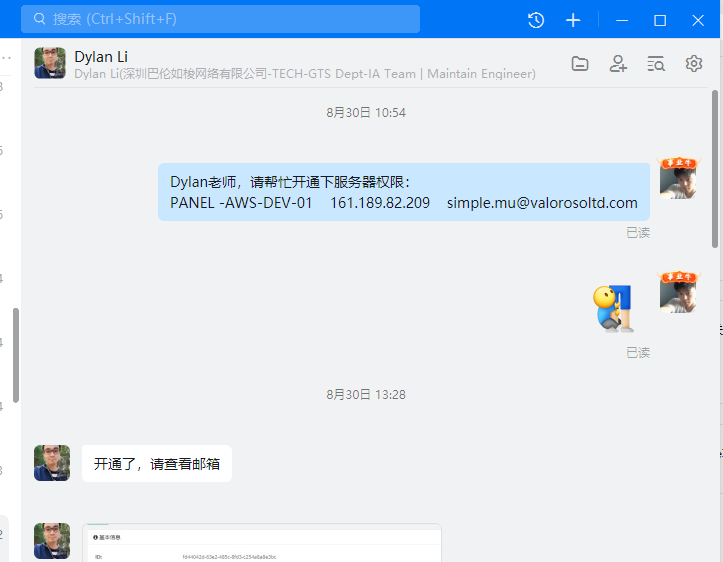 搜索 (Ctrl+Shift+F)
Dylan Li
Dylan Li(深圳巴伦如梭网络有限公司-TECH-GTS Dept-IA Team | Maintain Engineer)
8月30日 10:54
Dylan老师，请帮忙开通下服务器权限：
PANEL -AWS-DEV-01 161.189.82.209 simple.mu@valorosoltd.com
已读
已读
8月30日 13:28
开通了，请查看邮箱
基本信息
ID: